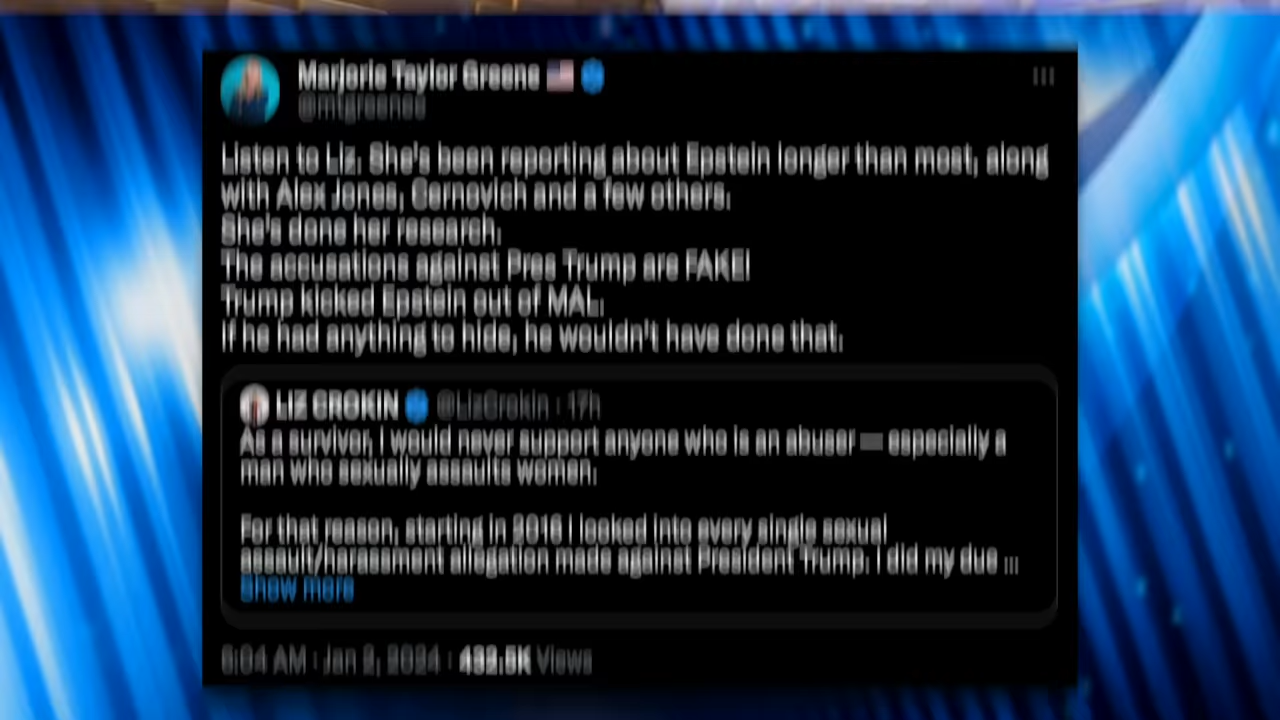 Marjorie Taylor Greene
@mtgreenee
Listen to Liz. She's been reporting about Epstein longer than most, along
with Alex Jones, Cernovich and a few others.
She's done her research.
The accusations against Pres Trump are FAKE!
Trump kicked Epstein out of MAL.
If he had anything to hide, he wouldn't have done that.
LIZ CROKIN @LizCrokin · 17h
As a survivor, I would never support anyone who is an abuser — especially a
man who sexually assaults women.
For that reason, starting in 2016 I looked into every single sexual
assault/harassment allegation made against President Trump. I did my due ...
Show more
AM · Jan 2024 · Views